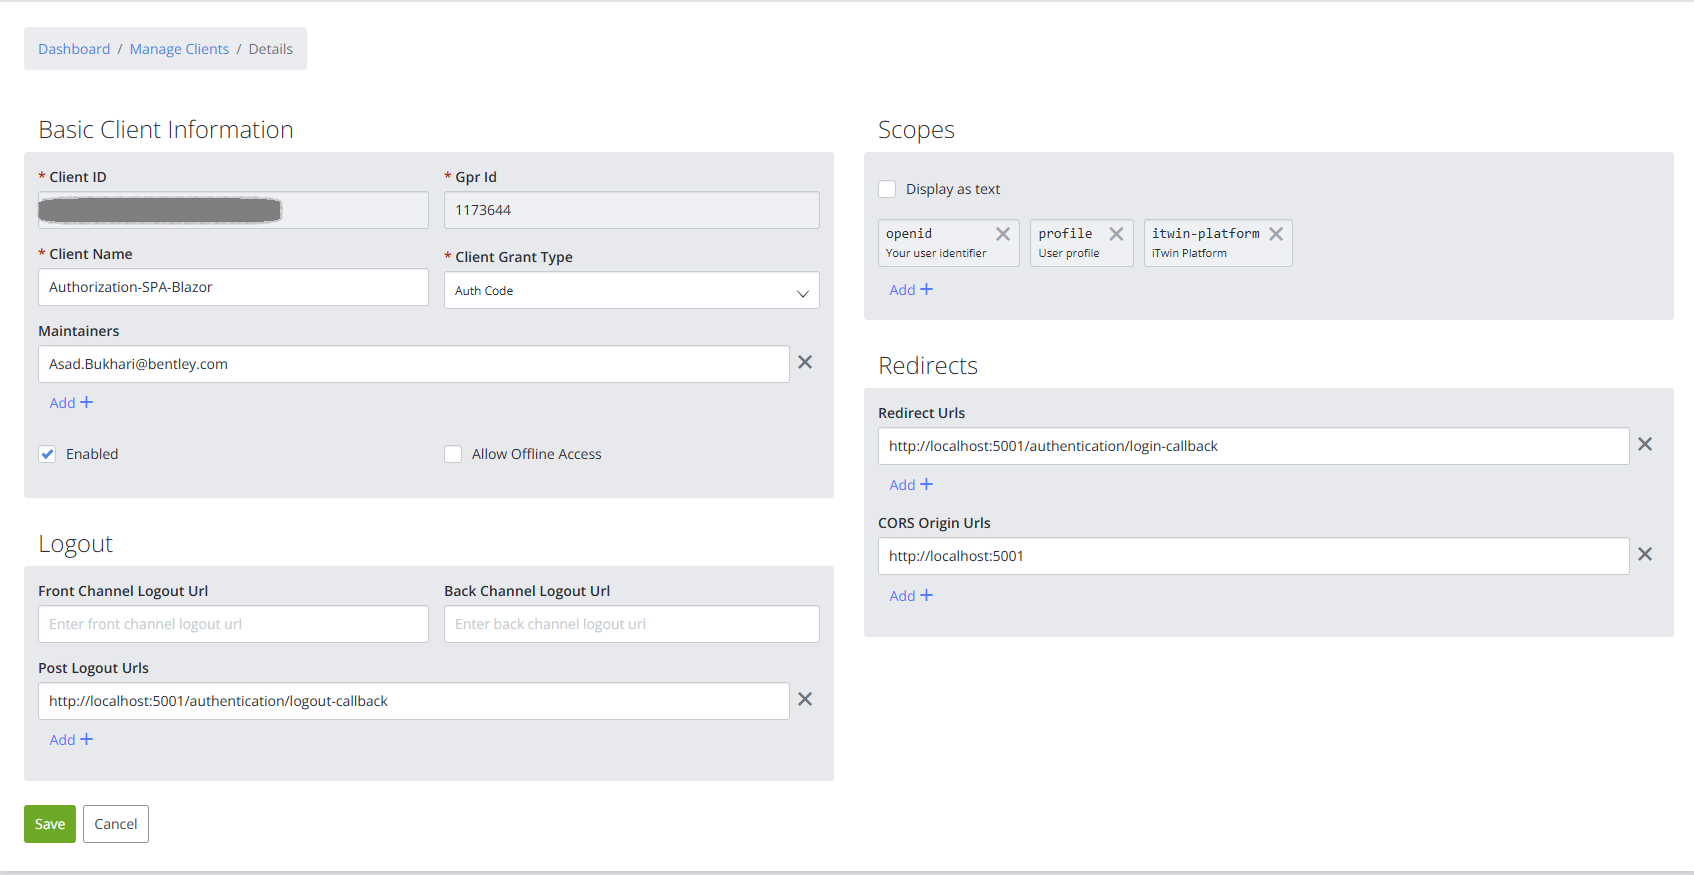 Dashboard / Manage Clients / Details
Basic Client Information
* Client ID
* Gpr Id
1173644
* Client Name
Authorization-SPA-Blazor
* Client Grant Type
Auth Code
Maintainers
Asad.Bukhari@bentley.com
Add +
Enabled
Allow Offline Access
Logout
Front Channel Logout Url
Enter front channel logout url
Back Channel Logout Url
Enter back channel logout url
Post Logout Urls
http://localhost:5001/authentication/logout-callback
Add +
Save
Cancel
Scopes
Display as text
openid
Your user identifier
profile
User profile
itwin-platform
iTwin Platform
Add +
Redirects
Redirect Urls
http://localhost:5001/authentication/login-callback
Add +
CORS Origin Urls
http://localhost:5001
Add +